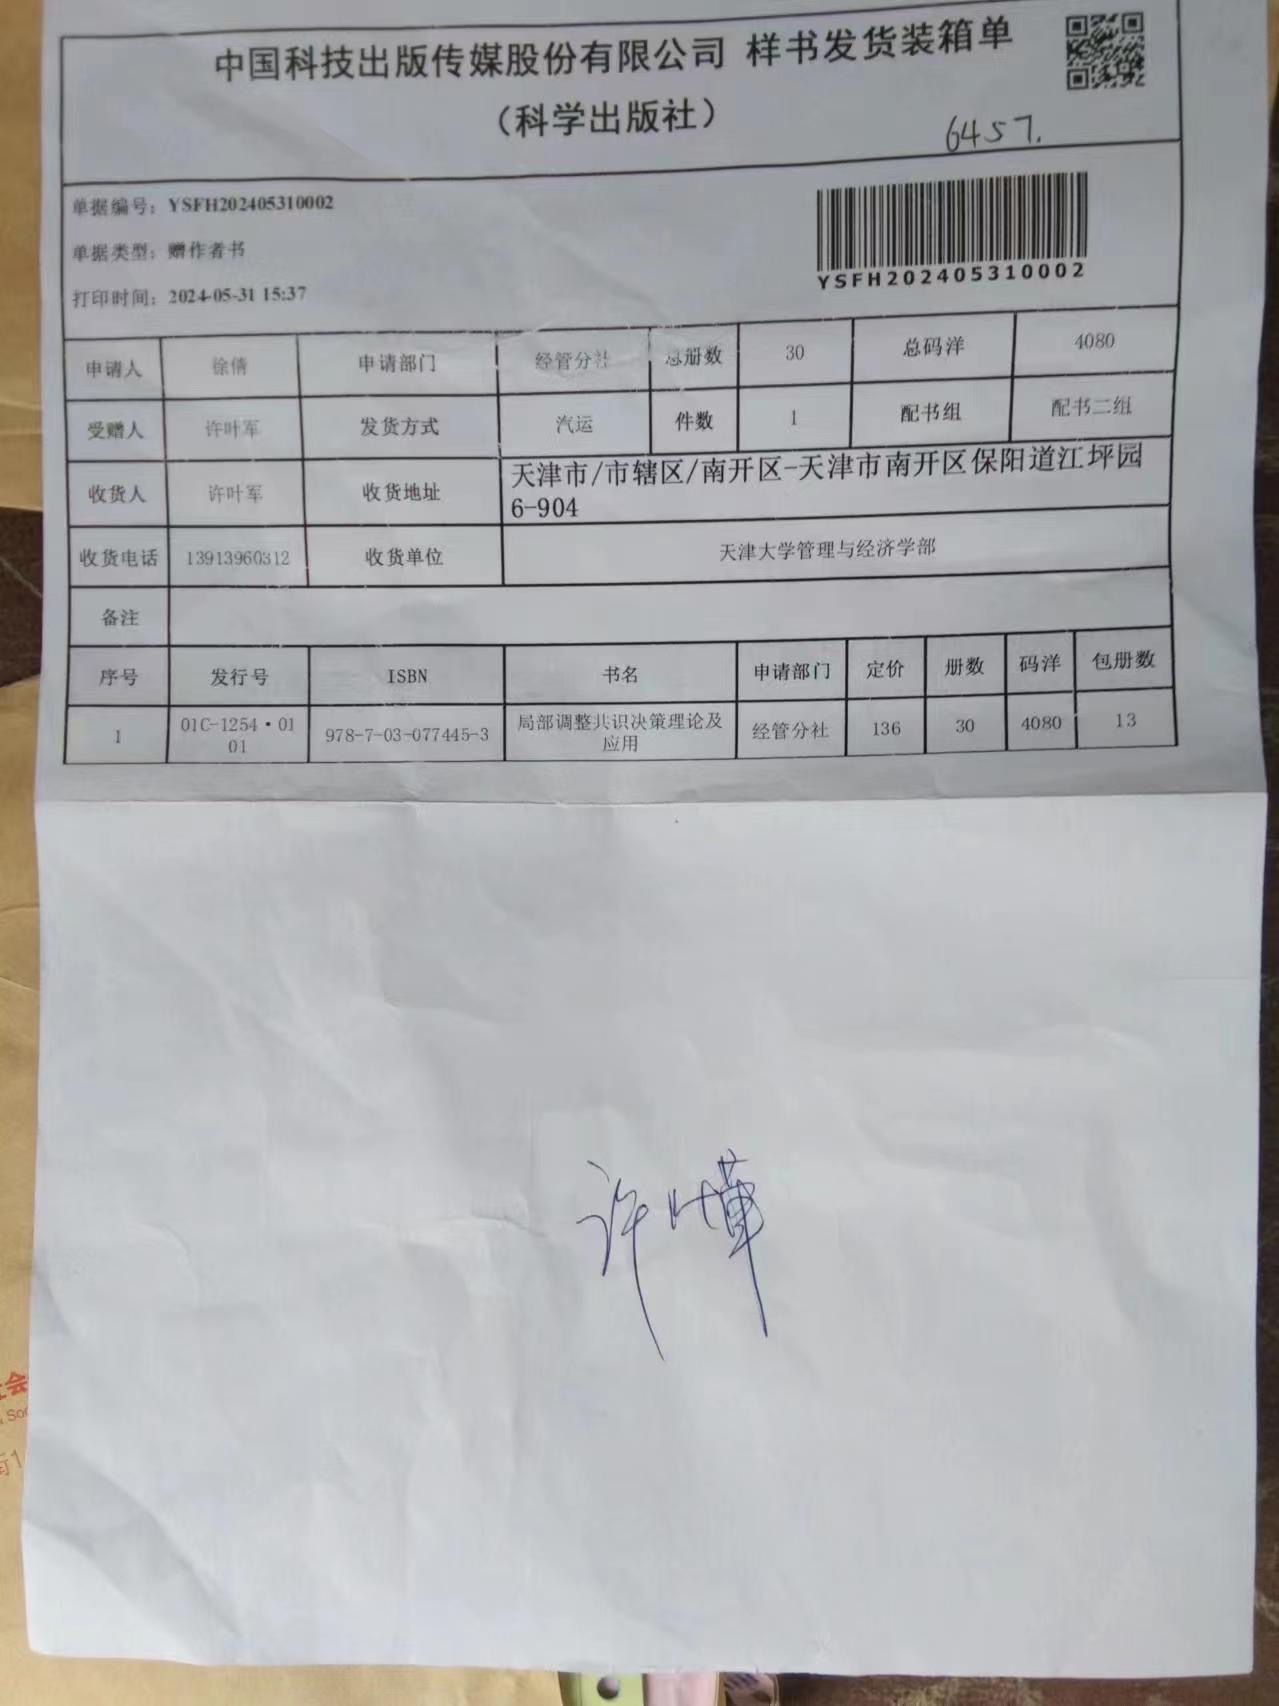 中国科技出版传媒股份有限公司 样书发货装箱单
（科学出版社）
6457.
单据编号：YSFH202405310002
单据类型：赠作者书
打印时间：2024-05-31 15:37
YSFH202405310002
申请人 徐倩 申请部门 经管分社 总册数 30 总码洋 4080
受赠人 许叶军 发货方式 汽运 件数 1 配书组 配书二组
收货人 许叶军 收货地址 天津市/市辖区/南开区-天津市南开区保阳道江坪园
6-904
收货电话 13913960312 收货单位 天津大学管理与经济学部
备注
序号 发行号 ISBN 书名 申请部门 定价 册数 码洋 包册数
1 01C-1254·01 978-7-03-077445-3 局部调整共识决策理论及 经管分社 136 30 4080 13
01 应用
许叶军
社会
& Soc
街1